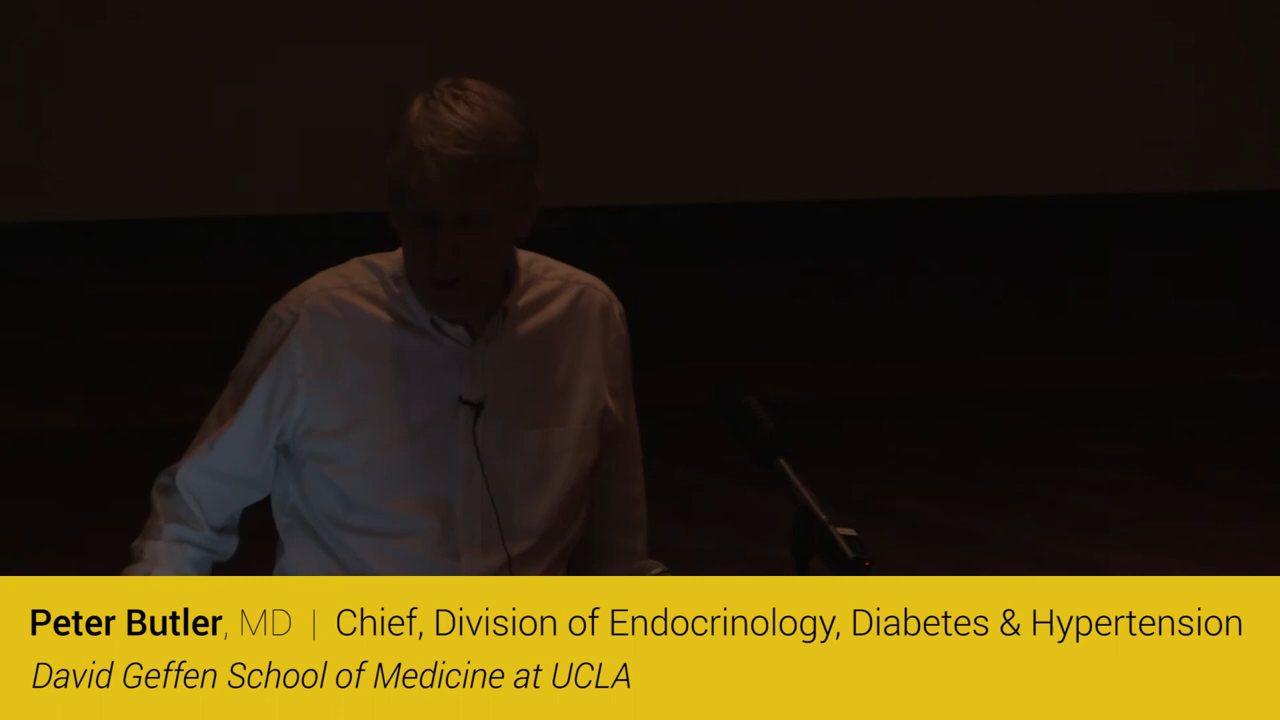 Peter Butler, MD | Chief, Division of Endocrinology, Diabetes & Hypertension
David Geffen School of Medicine at UCLA